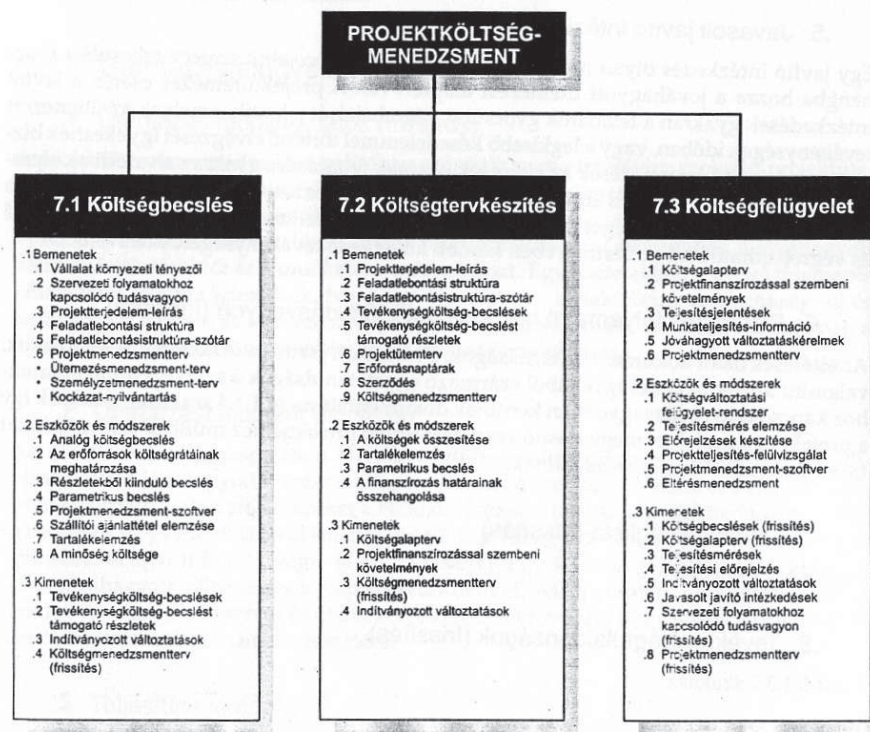 PROJEKTKÖLTSÉG-
MENEDZSMENT
7.1 Költségbecslés
.1 Bemenetek
.1 Vállalat környezeti tényezői
.2 Szervezeti folyamatokhoz
kapcsolódó tudásvagyon
.3 Projektterjedelem-leírás
.4 Feladatlebontási struktúra
.5 Feladatlebontásistruktúra-szótár
.6 Projektmenedzsmentterv
• Ütemezésmenedzsment-terv
• Személyzetmenedzsment-terv
• Kockázat-nyilvántartás
.2 Eszközök és módszerek
.1 Analóg költségbecslés
.2 Az erőforrások költségrátáinak
meghatározása
.3 Részletekből kiinduló becslés
.4 Parametrikus becslés
.5 Projektmenedzsment-szoftver
.6 Szállítói ajánlattétel elemzése
.7 Tartalékelemzés
.8 A minőség költsége
.3 Kimenetek
.1 Tevékenységköltség-becslések
.2 Tevékenységköltség-becslést
támogató részletek
.3 Indítványozott változtatások
.4 Költségmenedzsmentterv
(frissítés)
7.2 Költségtervkészítés
.1 Bemenetek
.1 Projektterjedelem-leírás
.2 Feladatlebontási struktúra
.3 Feladatlebontásistruktúra-szótár
.4 Tevékenységköltség-becslések
.5 Tevékenységköltség-becslést
támogató részletek
.6 Projektütemterv
.7 Erőforrásnaptárak
.8 Szerződés
.9 Költségmenedzsmentterv
.2 Eszközök és módszerek
.1 A költségek összesítése
.2 Tartalékelemzés
.3 Parametrikus becslés
.4 A finanszírozás határainak
összehangolása
.3 Kimenetek
.1 Költségalapterv
.2 Projektfinanszírozással szembeni
követelmények
.3 Költségmenedzsmentterv
(frissítés)
.4 Indítványozott változtatások
7.3 Költségfelügyelet
.1 Bemenetek
.1 Költségalapterv
.2 Projektfinanszírozással szembeni
követelmények
.3 Teljesítésjelentések
.4 Munkateljesítés-információ
.5 Jóváhagyott változtatáskérelmek
.6 Projektmenedzsmentterv
.2 Eszközök és módszerek
.1 Költségváltoztatási
felügyelet-rendszer
.2 Teljesítésmérés elemzése
.3 Előrejelzések készítése
.4 Projektteljesítés-felülvizsgálat
.5 Projektmenedzsment-szoftver
.6 Eltérésmenedzsment
.3 Kimenetek
.1 Költségbecslések (frissítés)
.2 Költségalapterv (frissítés)
.3 Teljesítésmérések
.4 Teljesítési előrejelzés
.5 Indítványozott változtatások
.6 Javasolt javító intézkedések
.7 Szervezeti folyamatokhoz
kapcsolódó tudásvagyon
(frissítés)
.8 Projektmenedzsmentterv
(frissítés)